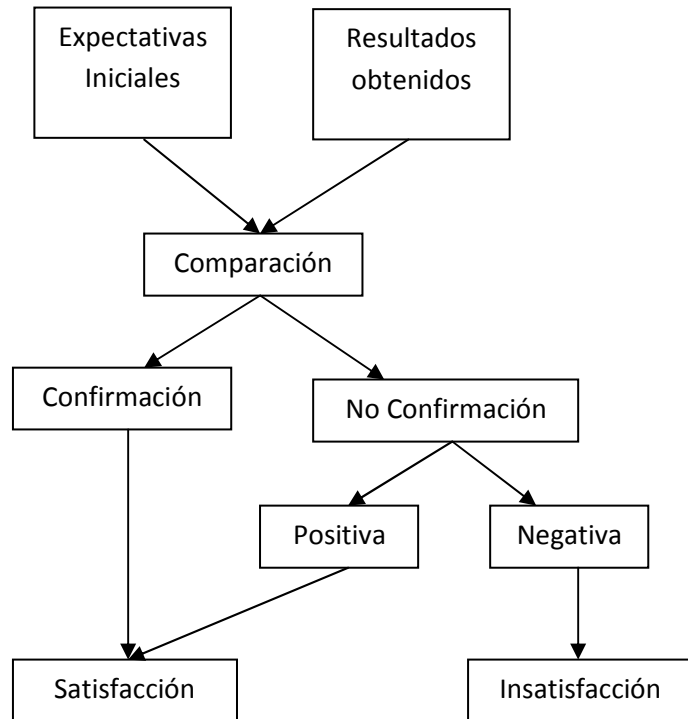 Expectativas
Iniciales
Resultados
obtenidos
Comparación
Confirmación
No Confirmación
Positiva
Negativa
Satisfacción
Insatisfacción